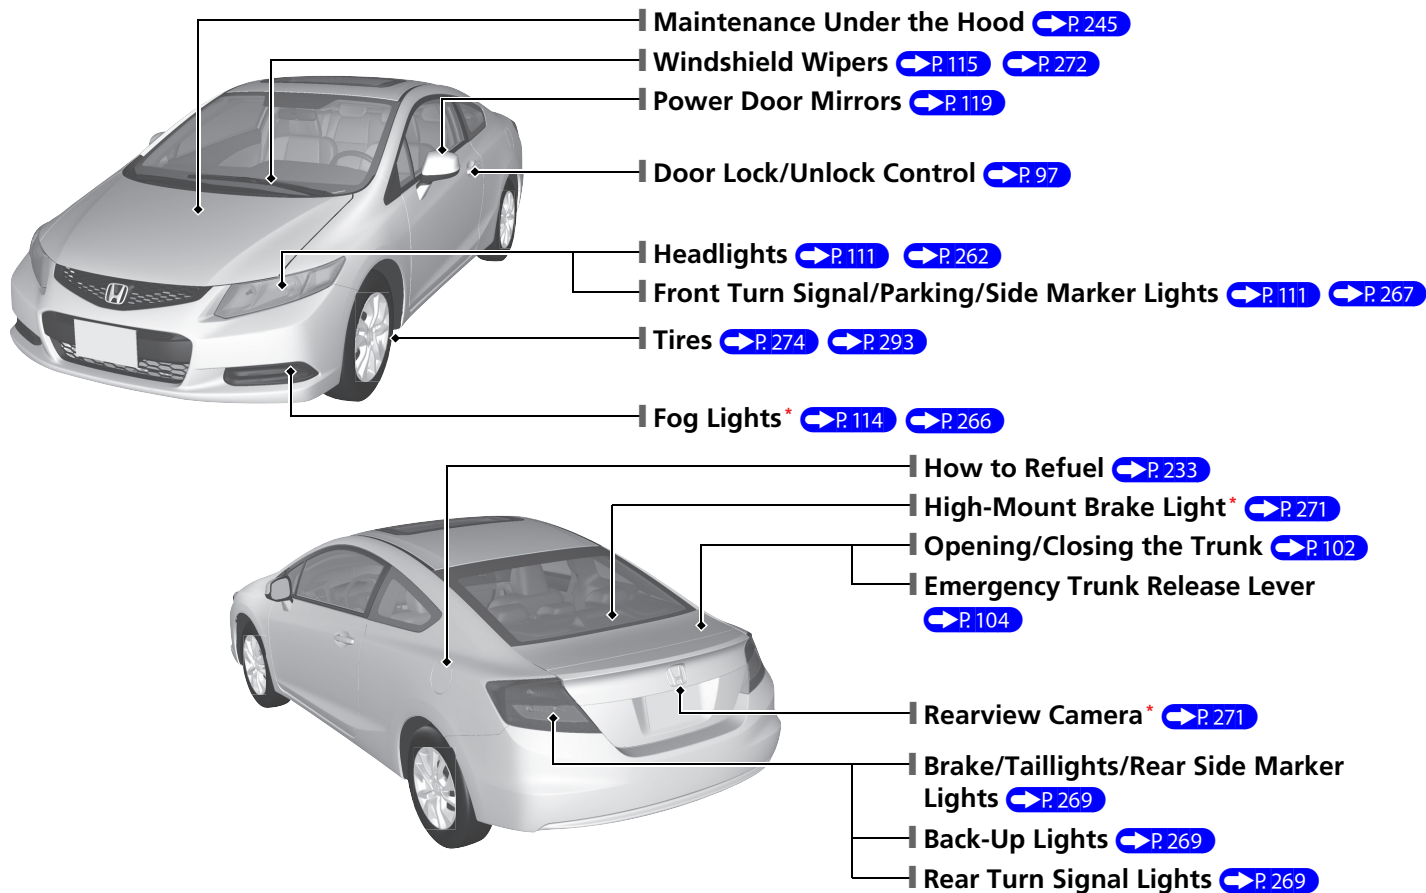 Maintenance Under the Hood P. 245
Windshield Wipers P. 115 P. 272
Power Door Mirrors P. 119
Door Lock/Unlock Control P. 97
Headlights P. 111 P. 262
Front Turn Signal/Parking/Side Marker Lights P. 111 P. 267
Tires P. 274 P. 293
Fog Lights* P. 114 P. 266
How to Refuel P. 233
High-Mount Brake Light* P. 271
Opening/Closing the Trunk P. 102
Emergency Trunk Release Lever
P. 104
Rearview Camera* P. 271
Brake/Taillights/Rear Side Marker
Lights P. 269
Back-Up Lights P. 269
Rear Turn Signal Lights P. 269